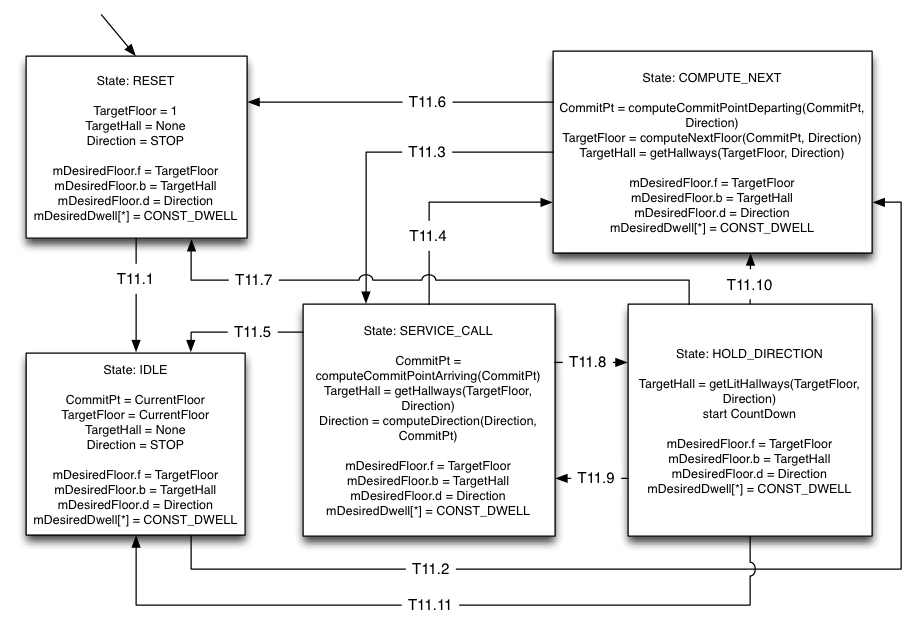 State: RESET
TargetFloor = 1
TargetHall = None
Direction = STOP
mDesiredFloor.f = TargetFloor
mDesiredFloor.b = TargetHall
mDesiredFloor.d = Direction
mDesiredDwell[*] = CONST_DWELL
T11.6
T11.3
State: COMPUTE_NEXT
CommitPt = computeCommitPointDeparting(CommitPt,
Direction)
TargetFloor = computeNextFloor(CommitPt, Direction)
TargetHall = getHallways(TargetFloor, Direction)
mDesiredFloor.f = TargetFloor
mDesiredFloor.b = TargetHall
mDesiredFloor.d = Direction
mDesiredDwell[*] = CONST_DWELL
T11.4
T11.1
T11.7
T11.10
T11.5
State: IDLE
CommitPt = CurrentFloor
TargetFloor = CurrentFloor
TargetHall = None
Direction = STOP
mDesiredFloor.f = TargetFloor
mDesiredFloor.b = TargetHall
mDesiredFloor.d = Direction
mDesiredDwell[*] = CONST_DWELL
State: SERVICE_CALL
CommitPt =
computeCommitPointArriving(CommitPt)
TargetHall = getHallways(TargetFloor,
Direction)
Direction = computeDirection(Direction,
CommitPt)
mDesiredFloor.f = TargetFloor
mDesiredFloor.b = TargetHall
mDesiredFloor.d = Direction
mDesiredDwell[*] = CONST_DWELL
T11.8
T11.9
State: HOLD_DIRECTION
TargetHall = getLitHallways(TargetFloor,
Direction)
start CountDown
mDesiredFloor.f = TargetFloor
mDesiredFloor.b = TargetHall
mDesiredFloor.d = Direction
mDesiredDwell[*] = CONST_DWELL
T11.2
T11.11